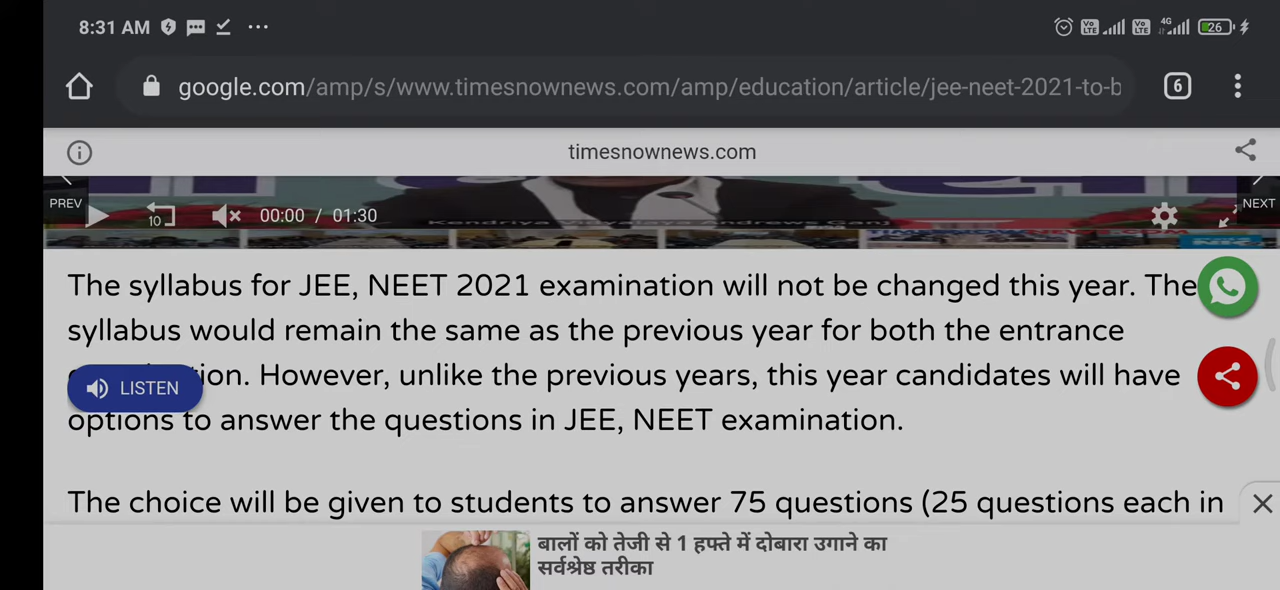 8:31 AM
4G
26
google.com/amp/s/www.timesnownews.com/amp/education/article/jee-neet-2021-to-b
6
timesnownews.com
PREV
10
00:00 / 01:30
NEXT
The syllabus for JEE, NEET 2021 examination will not be changed this year. The
syllabus would remain the same as the previous year for both the entrance
However, unlike the previous years, this year candidates will have
LISTEN
options to answer the questions in JEE, NEET examination.
The choice will be given to students to answer 75 questions (25 questions each in
बालों को तेजी से 1 हफ्ते में दोबारा उगाने का
सर्वश्रेष्ठ तरीका